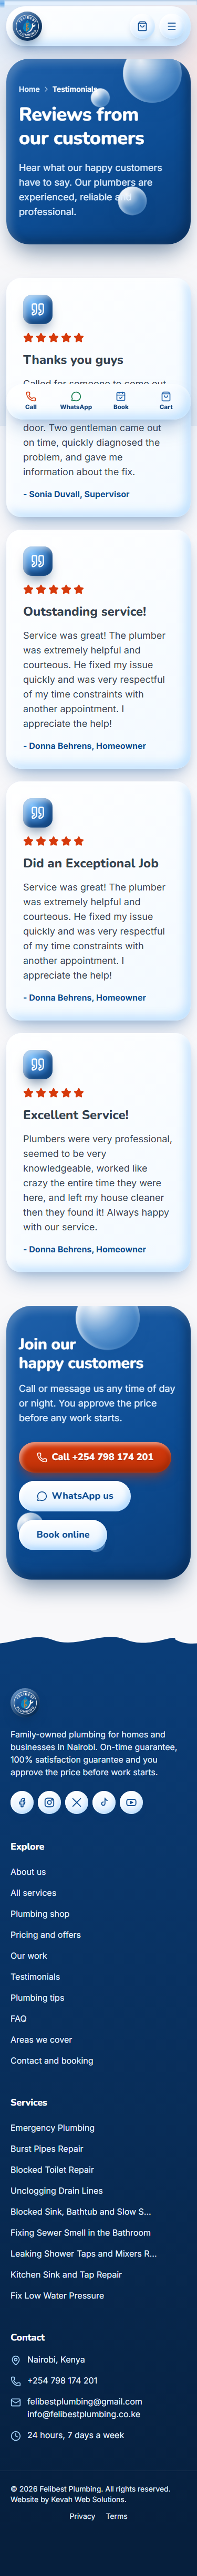 Home > Testimonials
Reviews from
our customers
Hear what our happy customers
have to say. Our plumbers are
experienced, reliable and
professional.
Thank you guys
Called for someone to come out
Call
WhatsApp
Book
Cart
door. Two gentleman came out
on time, quickly diagnosed the
problem, and gave me
information about the fix.
- Sonia Duvall, Supervisor
Outstanding service!
Service was great! The plumber
was extremely helpful and
courteous. He fixed my issue
quickly and was very respectful
of my time constraints with
another appointment. I
appreciate the help!
- Donna Behrens, Homeowner
Did an Exceptional Job
Service was great! The plumber
was extremely helpful and
courteous. He fixed my issue
quickly and was very respectful
of my time constraints with
another appointment. I
appreciate the help!
- Donna Behrens, Homeowner
Excellent Service!
Plumbers were very professional,
seemed to be very
knowledgeable, worked like
crazy the entire time they were
here, and left my house cleaner
then they found it! Always happy
with our service.
- Donna Behrens, Homeowner
Join our
happy customers
Call or message us any time of day
or night. You approve the price
before any work starts.
Call +254 798 174 201
WhatsApp us
Book online
Family-owned plumbing for homes and
businesses in Nairobi. On-time guarantee,
100% satisfaction guarantee and you
approve the price before work starts.
Explore
About us
All services
Plumbing shop
Pricing and offers
Our work
Testimonials
Plumbing tips
FAQ
Areas we cover
Contact and booking
Services
Emergency Plumbing
Burst Pipes Repair
Blocked Toilet Repair
Unclogging Drain Lines
Blocked Sink, Bathtub and Slow S...
Fixing Sewer Smell in the Bathroom
Leaking Shower Taps and Mixers R...
Kitchen Sink and Tap Repair
Fix Low Water Pressure
Contact
Nairobi, Kenya
+254 798 174 201
felibestplumbing@gmail.com
info@felibestplumbing.co.ke
24 hours, 7 days a week
© 2026 Felibest Plumbing. All rights reserved.
Website by Kevah Web Solutions.
Privacy Terms